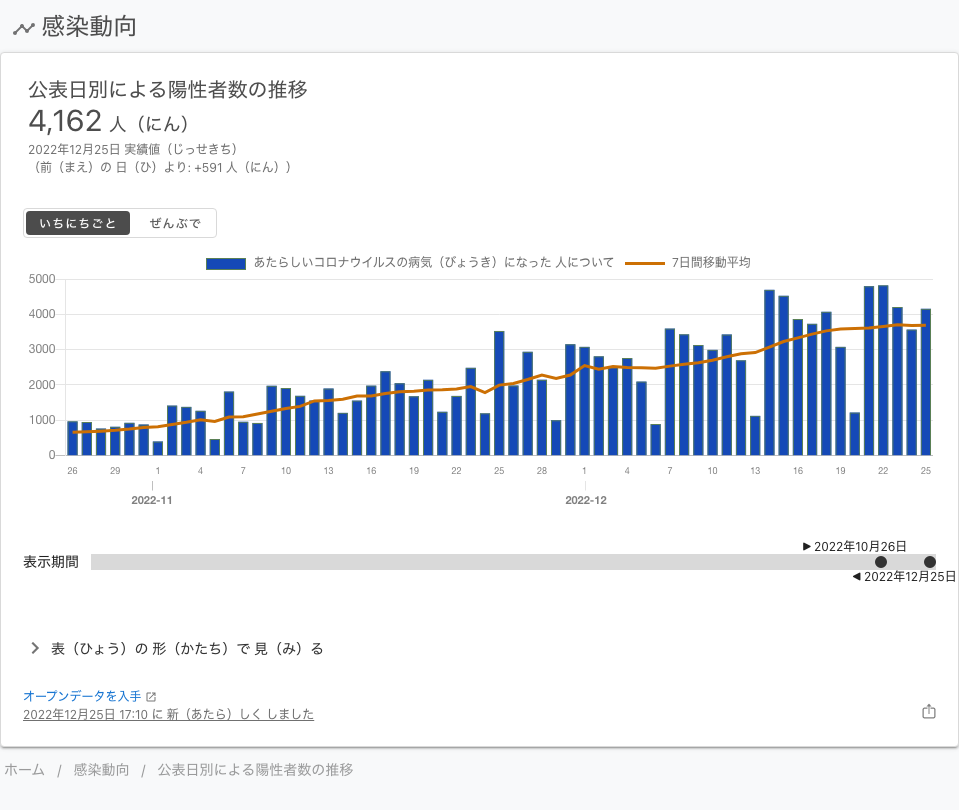 感染動向
公表日別による陽性者数の推移
4,162 人（にん）
2022年12月25日 実績値（じっせきち）
（前（まえ）の 日（ひ）より: +591 人（にん））
いちにちごと ぜんぶで
あたらしいコロナウイルスの病気（びょうき）になった 人について 7日間移動平均
5000
4000
3000
2000
1000
0
26 29 1 4 7 10 13 16 19 22 25 28 1 4 7 10 13 16 19 22 25
2022-11 2022-12
2022年10月26日
表示期間
2022年12月25日
表（ひょう）の 形（かたち）で 見（み）る
オープンデータを入手
2022年12月25日 17:10 に 新（あたら）しく しました
ホーム / 感染動向 / 公表日別による陽性者数の推移